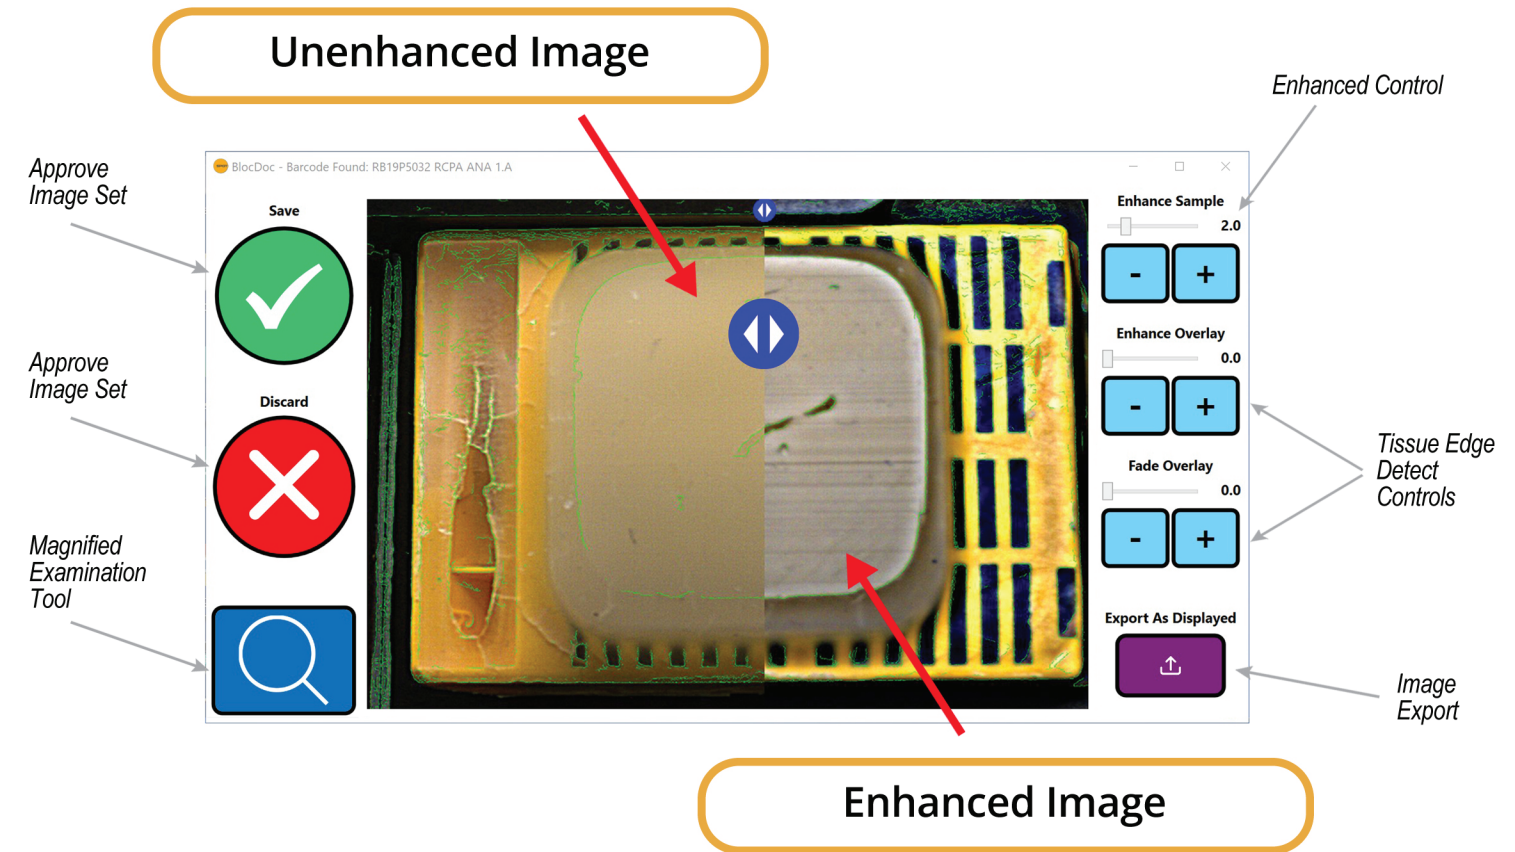 Unenhanced Image
Enhanced Control
Approve
Image Set
BlocDoc - Barcode Found: RB19P5032 RCPA ANA 1.A
Save
Enhance Sample
2.0
-
+
Approve
Image Set
Discard
Enhance Overlay
0.0
-
+
Tissue Edge
Detect
Controls
Fade Overlay
0.0
-
+
Magnified
Examination
Tool
Export As Displayed
Image
Export
Enhanced Image